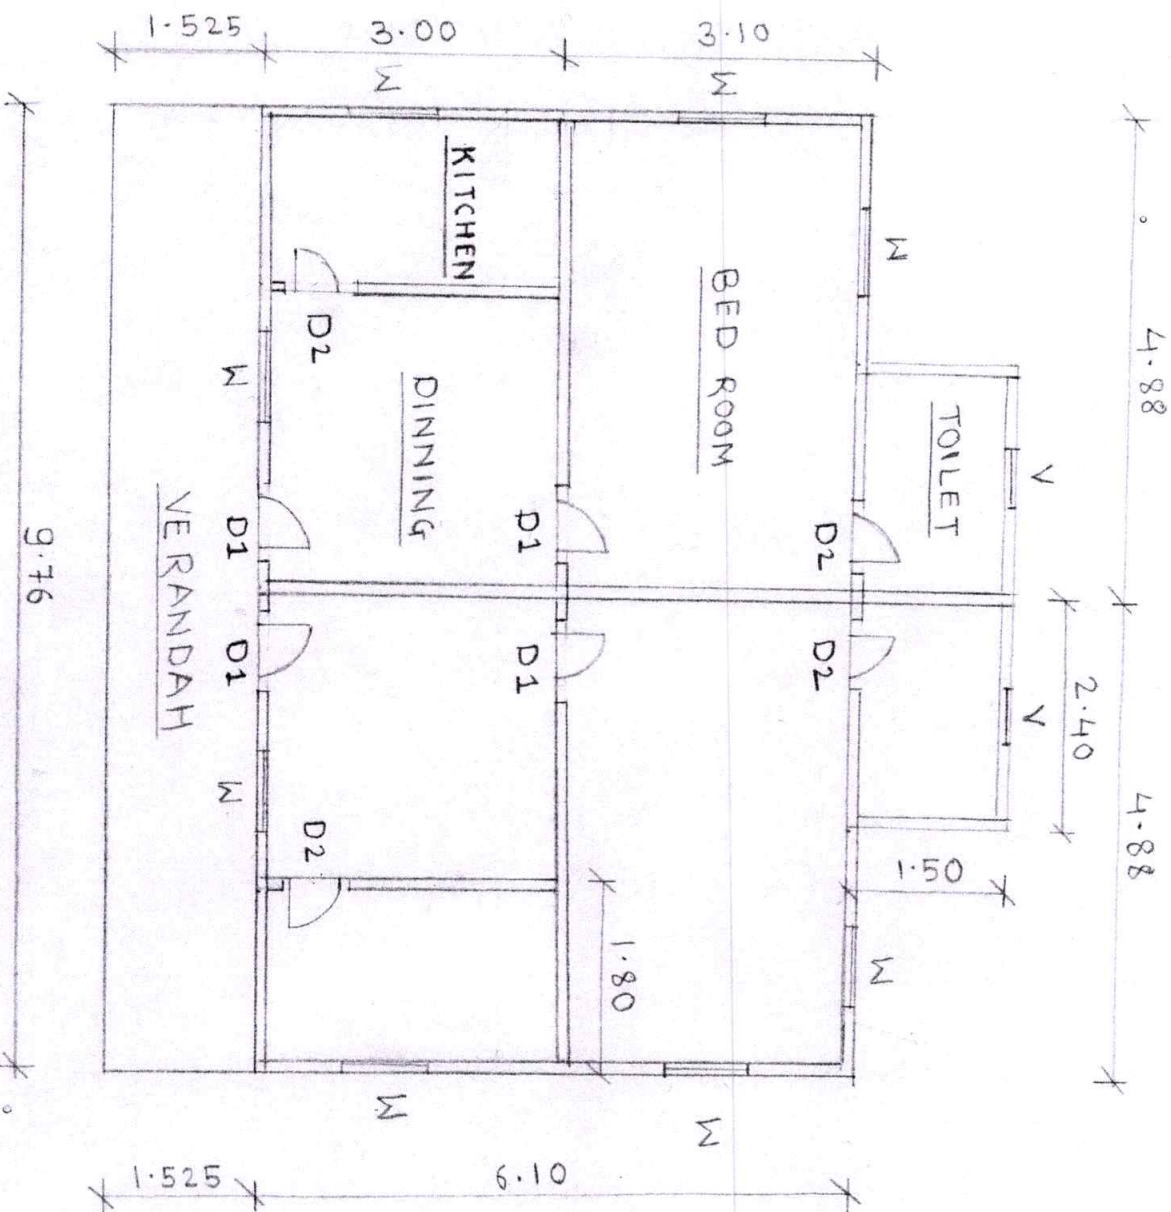 1.525
3.00
3.10
W
W
KITCHEN
BED ROOM
W
4.88
D2
DINNING
TOILET
V
W
VERANDAH
D1
D1
D2
9.76
D1
D1
D2
V
2.40
4.88
W
D2
1.80
1.50
W
W
W
1.525
6.10